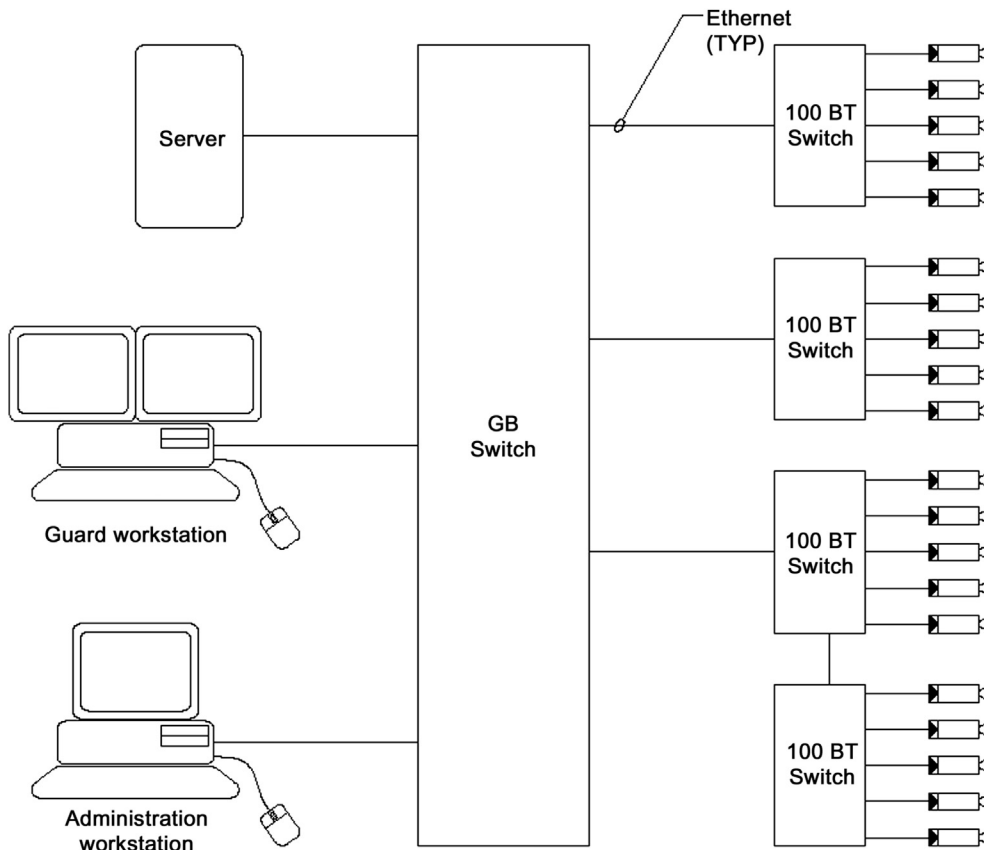 Ethernet
(TYP)
Server
100 BT
Switch
100 BT
Switch
GB
Switch
Guard workstation
100 BT
Switch
100 BT
Switch
Administration
workstation